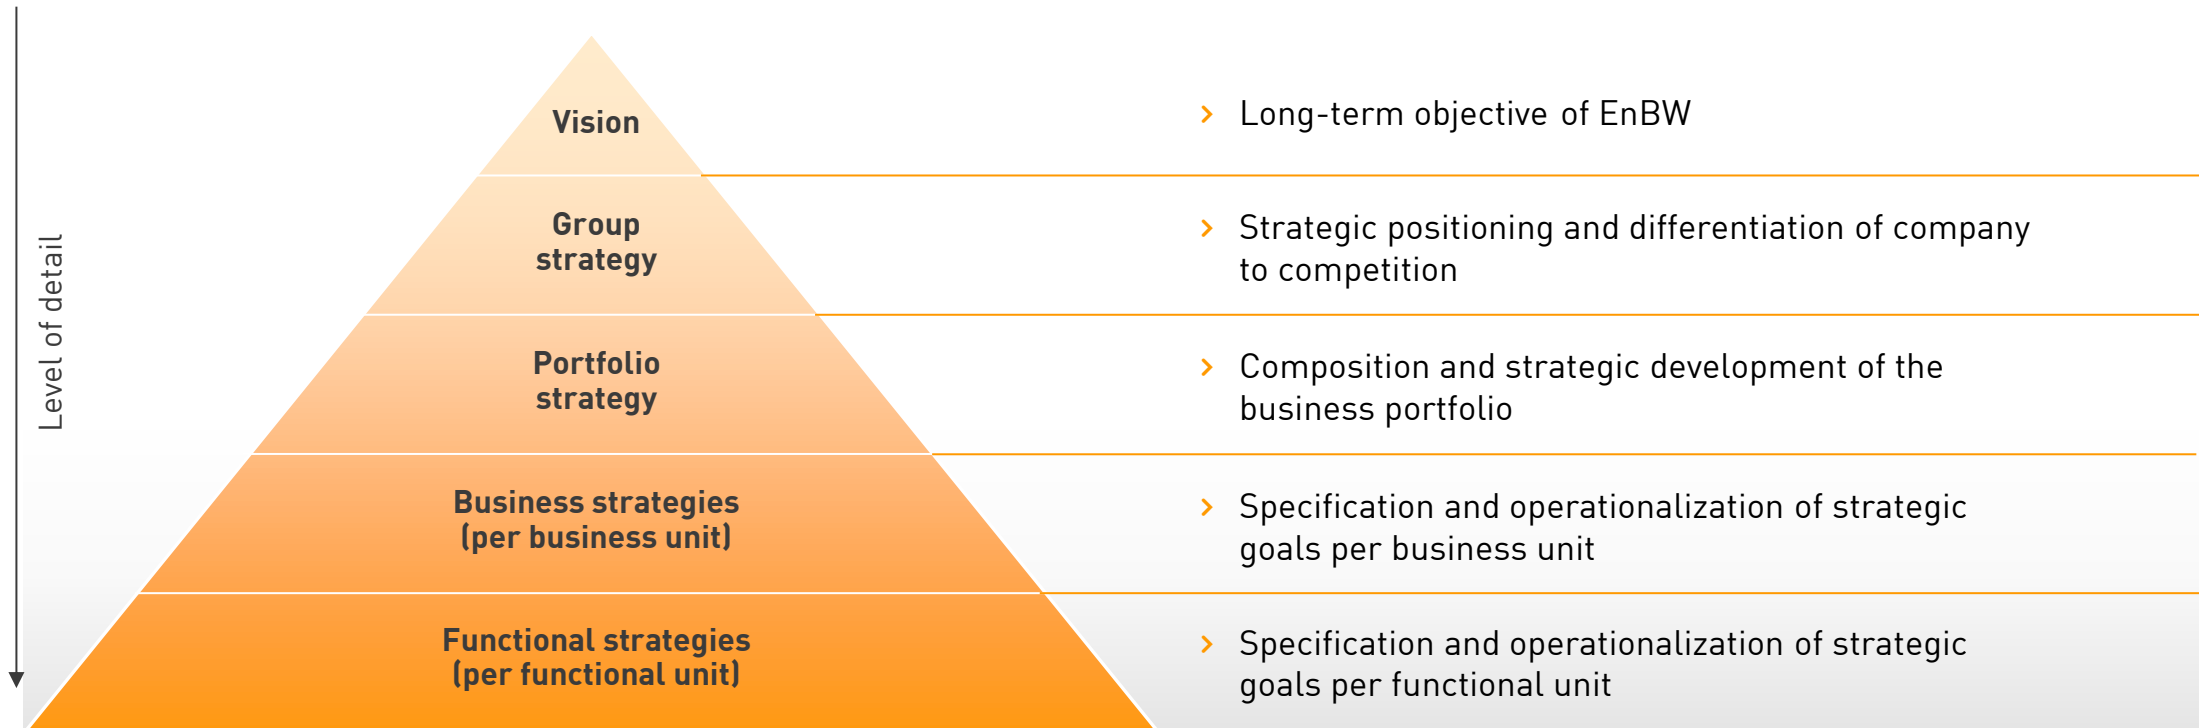 Level of detail
Vision
Long-term objective of EnBW
Group
strategy
Strategic positioning and differentiation of company
to competition
Portfolio
strategy
Composition and strategic development of the
business portfolio
Business strategies
(per business unit)
Specification and operationalization of strategic
goals per business unit
Functional strategies
(per functional unit)
Specification and operationalization of strategic
goals per functional unit